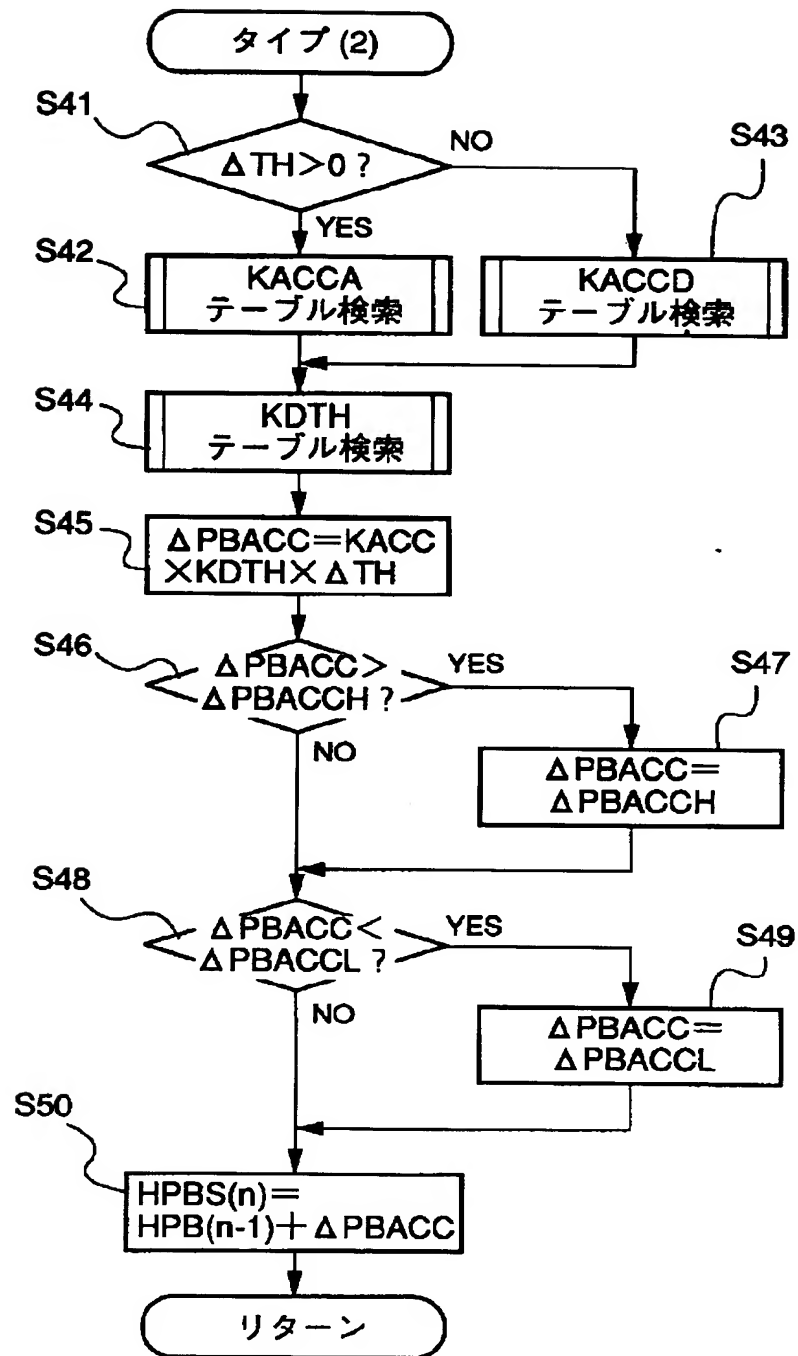 タイプ (2)
S41
ΔTH>0 ?
NO
S43
YES
S42
KACCA
テーブル検索
KACCD
テーブル検索
S44
KDTH
テーブル検索
S45
ΔPBACC=KACC
×KDTH×ΔTH
S46
ΔPBACC>
ΔPBACCH ?
YES
S47
NO
ΔPBACC=
ΔPBACCH
S48
ΔPBACC<
ΔPBACCL ?
YES
S49
NO
ΔPBACC=
ΔPBACCL
S50
HPBS(n)=
HPB(n-1)+ΔPBACC
リターン